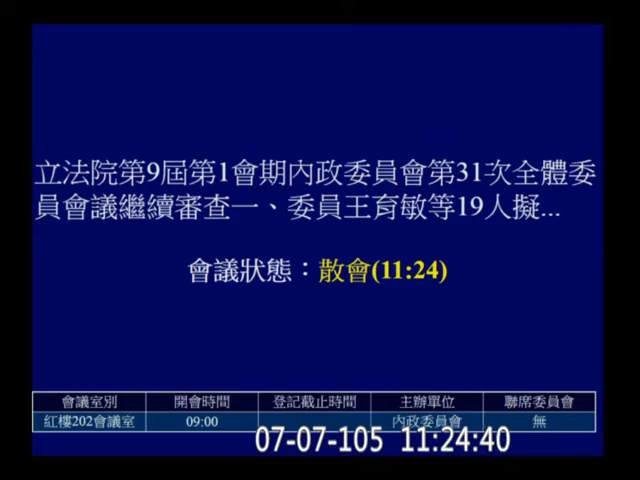 立法院第9屆第1會期內政委員會第31次全體委
員會議繼續審查一、委員王育敏等19人擬...
會議狀態：散會(11:24)
會議室別 開會時間 登記截止時間 主辦單位 聯席委員會
紅樓202會議室 09:00 內政委員會 無
07-07-105 11:24:40